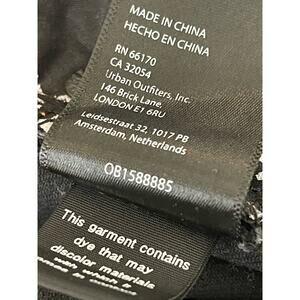 MADE IN CHINA
HECHO EN CHINA
RN 66170
CA 32054
Urban Outfitters, Inc.
146 Brick Lane,
LONDON E1 6RU
Leidsestraat 32, 1017 PB
Amsterdam, Netherlands
OB1588885
This garment contains
dye that may
discolor materials